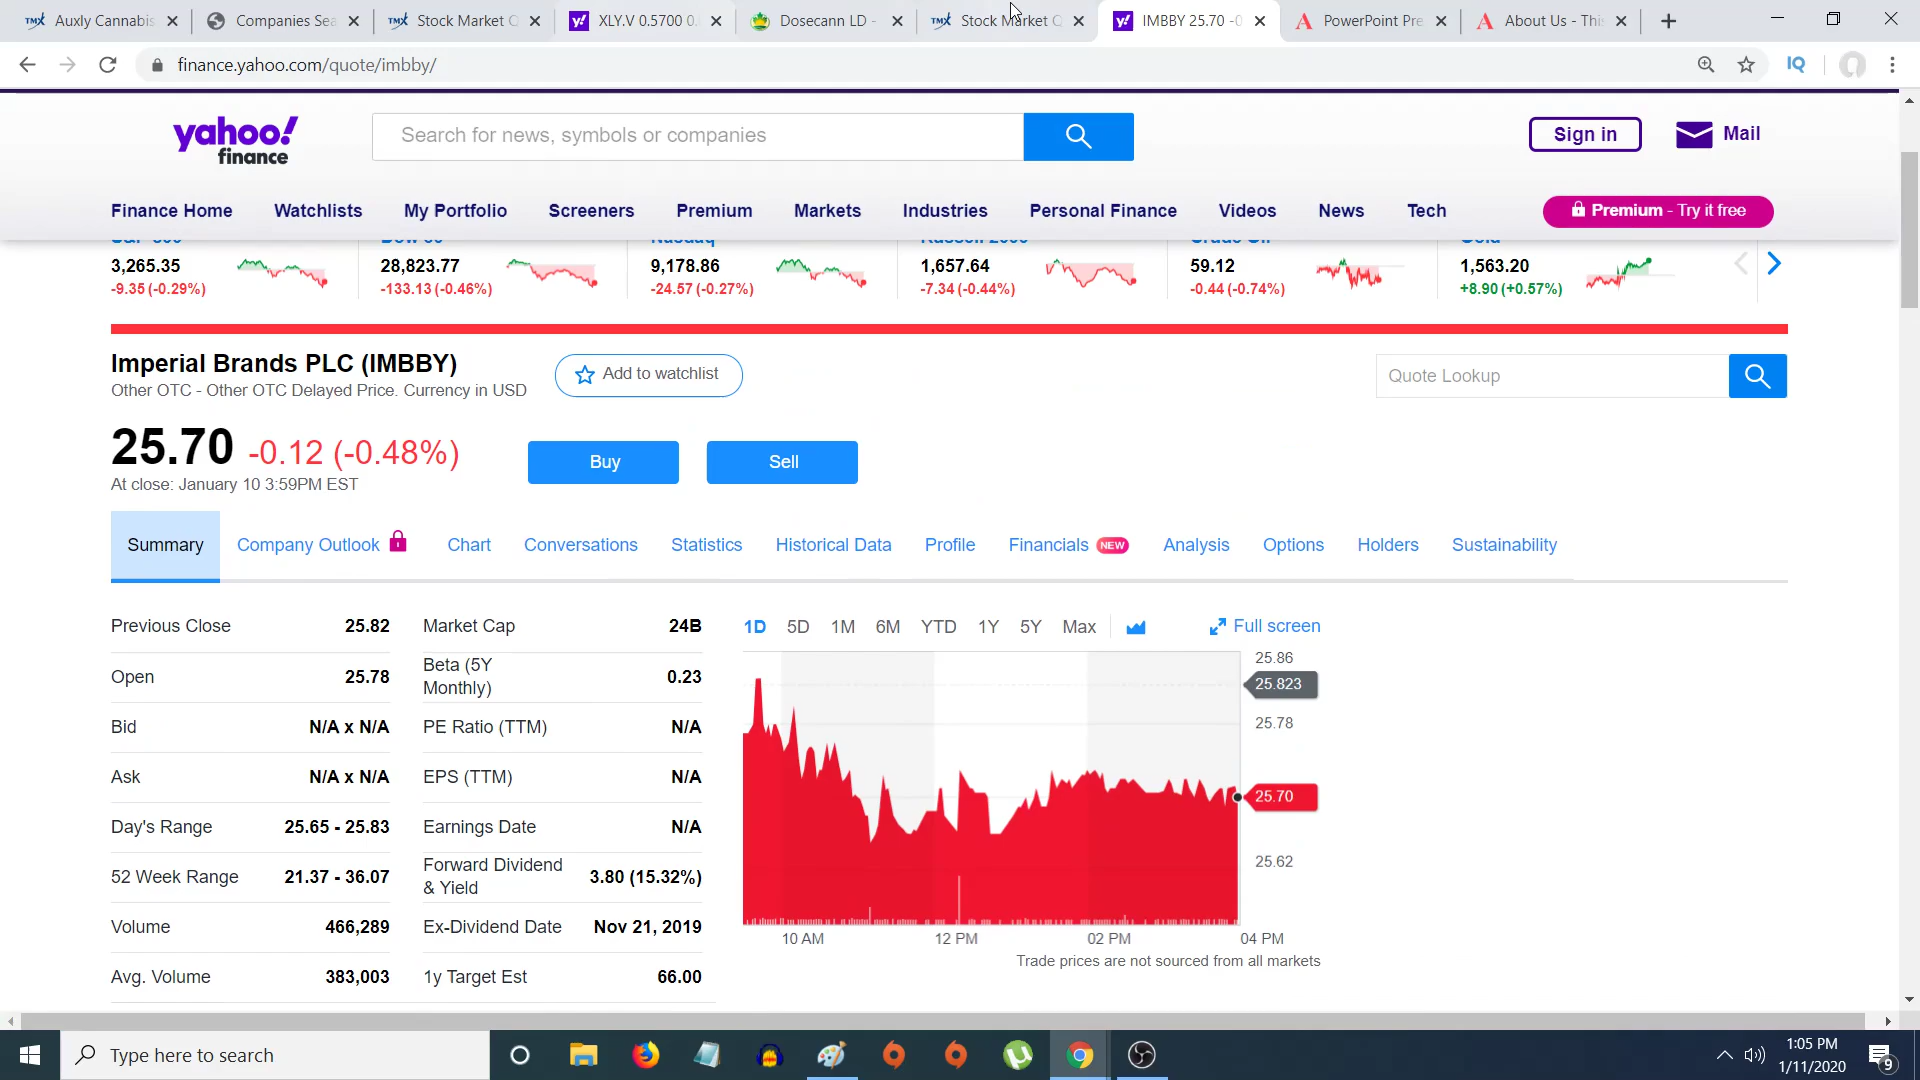 TMX Auxly Cannabis
Companies Sea
TMX Stock Market Q
y! XLY.V 0.5700 0.
Dosecann LD -
TMX Stock Market Q
y! IMBBY 25.70 -0
PowerPoint Pre
About Us - This
finance.yahoo.com/quote/imbby/
IQ
yahoo!
finance
Search for news, symbols or companies
Sign in
Mail
Finance Home
Watchlists
My Portfolio
Screeners
Premium
Markets
Industries
Personal Finance
Videos
News
Tech
Premium - Try it free
3,265.35
-9.35 (-0.29%)
28,823.77
-133.13 (-0.46%)
9,178.86
-24.57 (-0.27%)
1,657.64
-7.34 (-0.44%)
59.12
-0.44 (-0.74%)
1,563.20
+8.90 (+0.57%)
Imperial Brands PLC (IMBBY)
Other OTC - Other OTC Delayed Price. Currency in USD
Add to watchlist
Quote Lookup
25.70 -0.12 (-0.48%)
At close: January 10 3:59PM EST
Buy
Sell
Summary
Company Outlook
Chart
Conversations
Statistics
Historical Data
Profile
Financials NEW
Analysis
Options
Holders
Sustainability
Previous Close 25.82
Open 25.78
Bid N/A x N/A
Ask N/A x N/A
Day's Range 25.65 - 25.83
52 Week Range 21.37 - 36.07
Volume 466,289
Avg. Volume 383,003
Market Cap 24B
Beta (5Y
Monthly) 0.23
PE Ratio (TTM) N/A
EPS (TTM) N/A
Earnings Date N/A
Forward Dividend
& Yield 3.80 (15.32%)
Ex-Dividend Date Nov 21, 2019
1y Target Est 66.00
1D 5D 1M 6M YTD 1Y 5Y Max
Full screen
25.86
25.823
25.78
25.70
25.62
10 AM
12 PM
02 PM
04 PM
Trade prices are not sourced from all markets
Type here to search
1:05 PM
1/11/2020
9